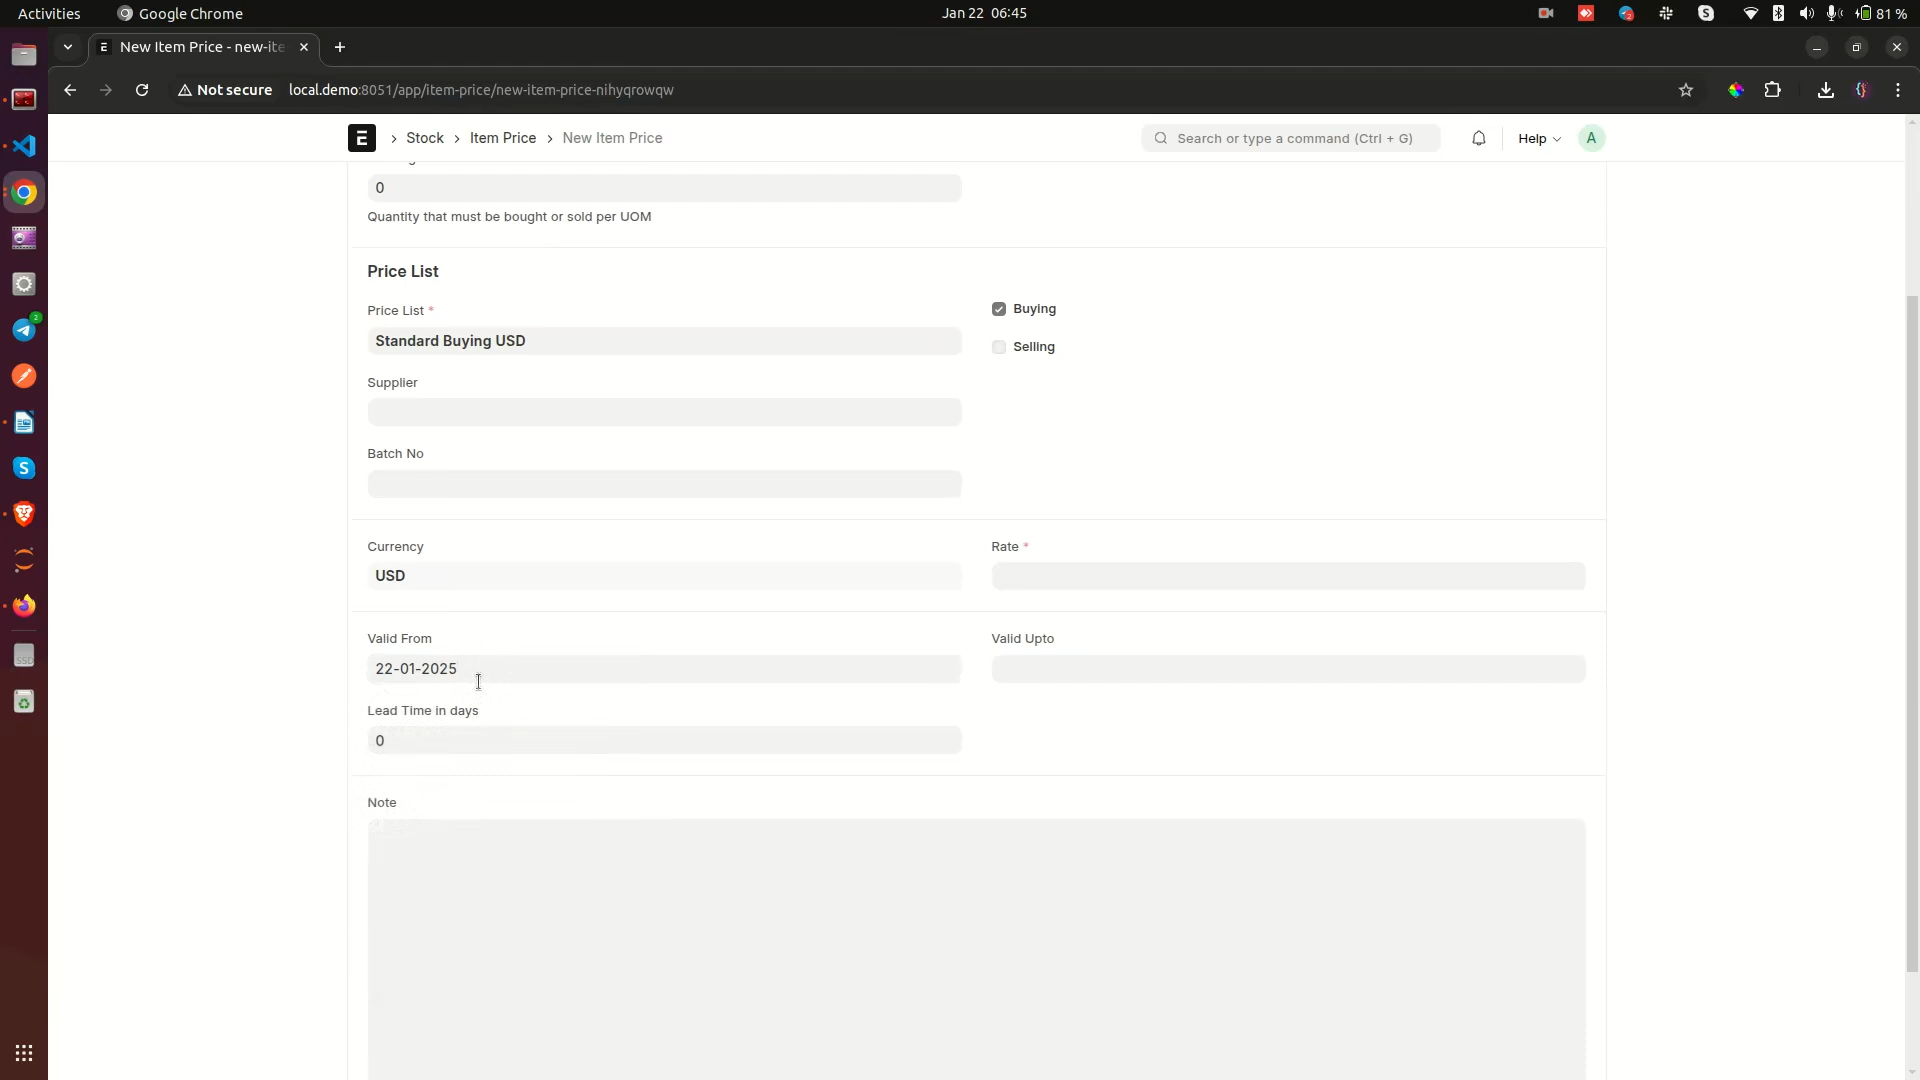 Activities
Google Chrome
Jan 22 06:45
81 %
New Item Price - new-ite
Not secure
local.demo:8051/app/item-price/new-item-price-nihyqrowqw
E
Stock
Item Price
New Item Price
Search or type a command (Ctrl + G)
Help
A
0
Quantity that must be bought or sold per UOM
Price List
Price List *
Buying
Standard Buying USD
Selling
Supplier
Batch No
Currency
Rate *
USD
Valid From
Valid Upto
22-01-2025
Lead Time in days
0
Note